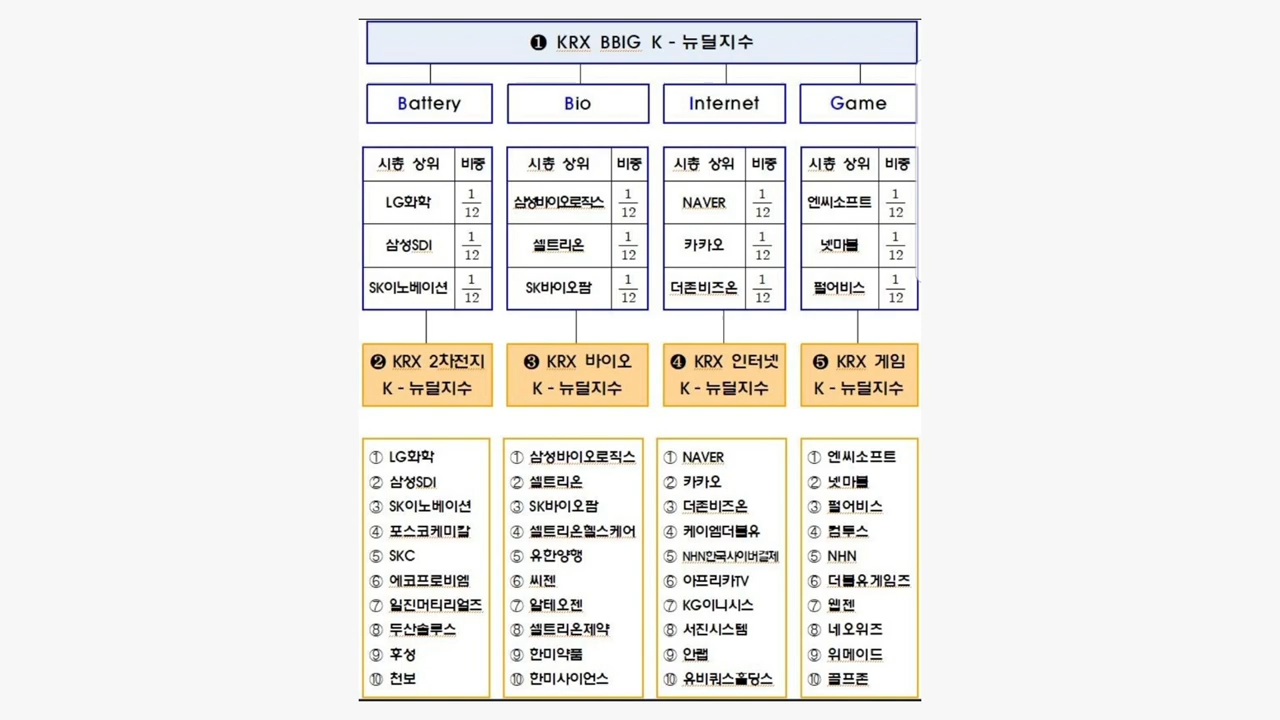 ❶ KRX BBIG K - 뉴딜지수
Battery
Bio
Internet
Game
시총 상위 비중
LG화학 1/12
삼성SDI 1/12
SK이노베이션 1/12
시총 상위 비중
삼성바이오로직스 1/12
셀트리온 1/12
SK바이오팜 1/12
시총 상위 비중
NAVER 1/12
카카오 1/12
더존비즈온 1/12
시총 상위 비중
엔씨소프트 1/12
넷마블 1/12
펄어비스 1/12
❷ KRX 2차전지
K - 뉴딜지수
❸ KRX 바이오
K - 뉴딜지수
❹ KRX 인터넷
K - 뉴딜지수
❺ KRX 게임
K - 뉴딜지수
① LG화학
② 삼성SDI
③ SK이노베이션
④ 포스코케미칼
⑤ SKC
⑥ 에코프로비엠
⑦ 일진머티리얼즈
⑧ 두산솔루스
⑨ 후성
⑩ 천보
① 삼성바이오로직스
② 셀트리온
③ SK바이오팜
④ 셀트리온헬스케어
⑤ 유한양행
⑥ 씨젠
⑦ 알테오젠
⑧ 셀트리온제약
⑨ 한미약품
⑩ 한미사이언스
① NAVER
② 카카오
③ 더존비즈온
④ 케이엠더블유
⑤ NHN한국사이버결제
⑥ 아프리카TV
⑦ KG이니시스
⑧ 서진시스템
⑨ 안랩
⑩ 유비쿼스홀딩스
① 엔씨소프트
② 넷마블
③ 펄어비스
④ 컴투스
⑤ NHN
⑥ 더블유게임즈
⑦ 웹젠
⑧ 네오위즈
⑨ 위메이드
⑩ 골프존